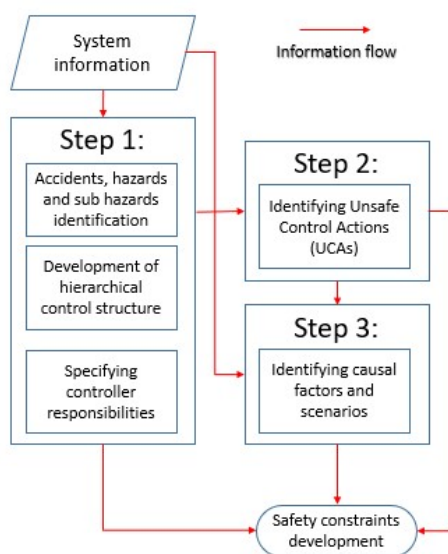 System
information
Information flow
Step 1:
Accidents, hazards
and sub hazards
identification
Development of
hierarchical
control structure
Specifying
controller
responsibilities
Step 2:
Identifying Unsafe
Control Actions
(UCAs)
Step 3:
Identifying causal
factors and
scenarios
Safety constraints
development